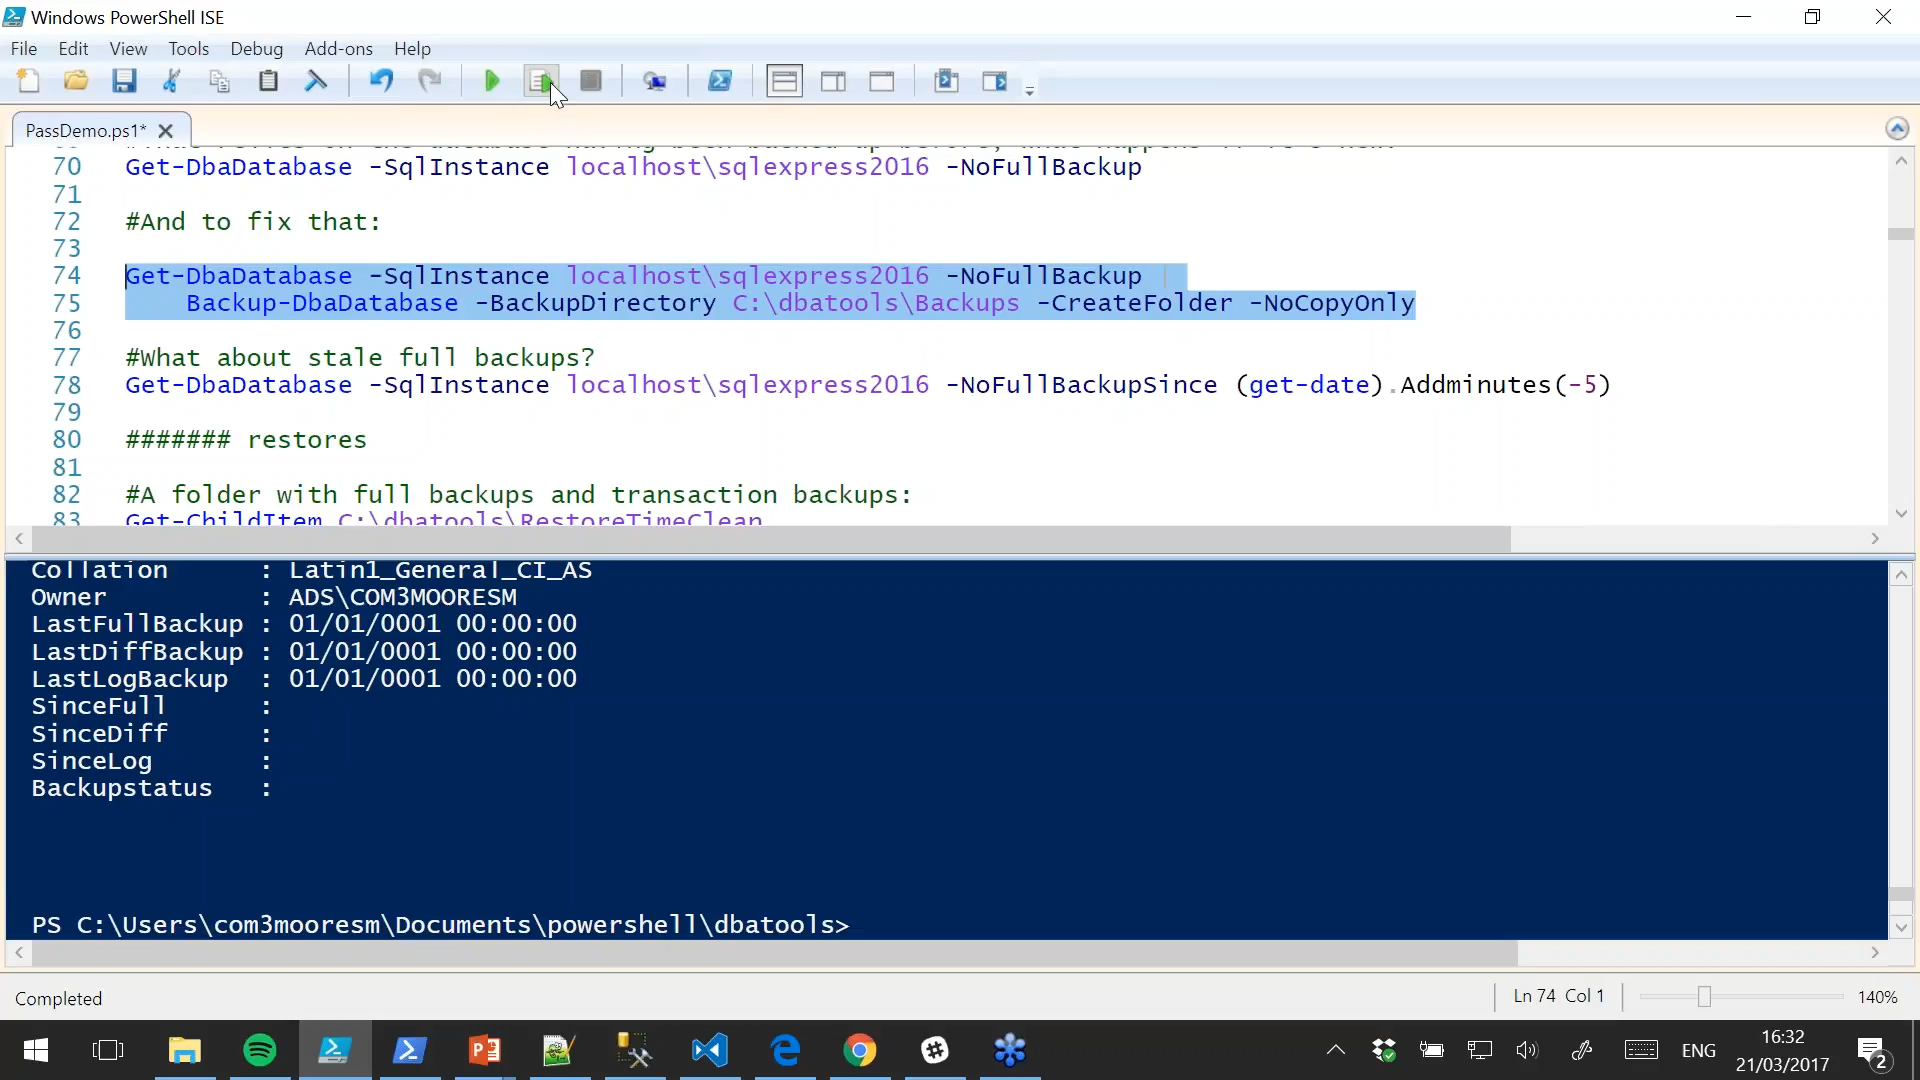 Windows PowerShell ISE
File Edit View Tools Debug Add-ons Help
PassDemo.ps1*
70 Get-DbaDatabase -SqlInstance localhost\sqlexpress2016 -NoFullBackup
71
72 #And to fix that:
73
74 Get-DbaDatabase -SqlInstance localhost\sqlexpress2016 -NoFullBackup |
75 Backup-DbaDatabase -BackupDirectory C:\dbatools\Backups -CreateFolder -NoCopyOnly
76
77 #What about stale full backups?
78 Get-DbaDatabase -SqlInstance localhost\sqlexpress2016 -NoFullBackupSince (get-date).Addminutes(-5)
79
80 ####### restores
81
82 #A folder with full backups and transaction backups:
83 Get-ChildItem C:\dbatools\RestoreTimeClean
Collation : Latin1_General_CI_AS
Owner : ADS\COM3MOORESM
LastFullBackup : 01/01/0001 00:00:00
LastDiffBackup : 01/01/0001 00:00:00
LastLogBackup : 01/01/0001 00:00:00
SinceFull :
SinceDiff :
SinceLog :
Backupstatus :
PS C:\Users\com3mooresm\Documents\powershell\dbatools>
Completed
Ln 74 Col 1
140%
ENG
16:32
21/03/2017
2